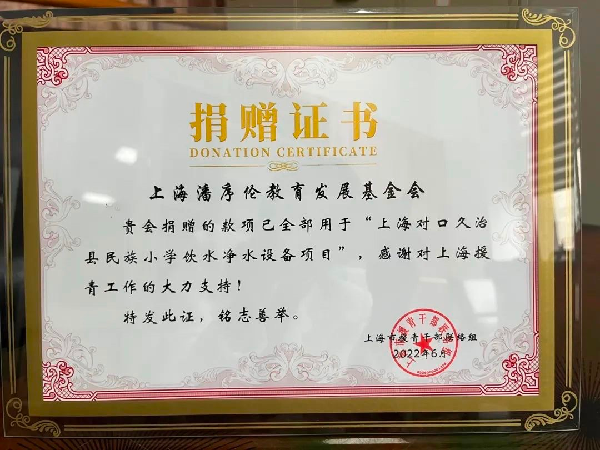 捐赠证书
DONATION CERTIFICATE
上海潘序伦教育发展基金会
贵会捐赠的款项已全部用于“上海对口久治
县民族小学饮水净水设备项目”，感谢对上海援
青工作的大力支持！
特发此证，铭志善举。
上海市援青干部联络组
2022年6月